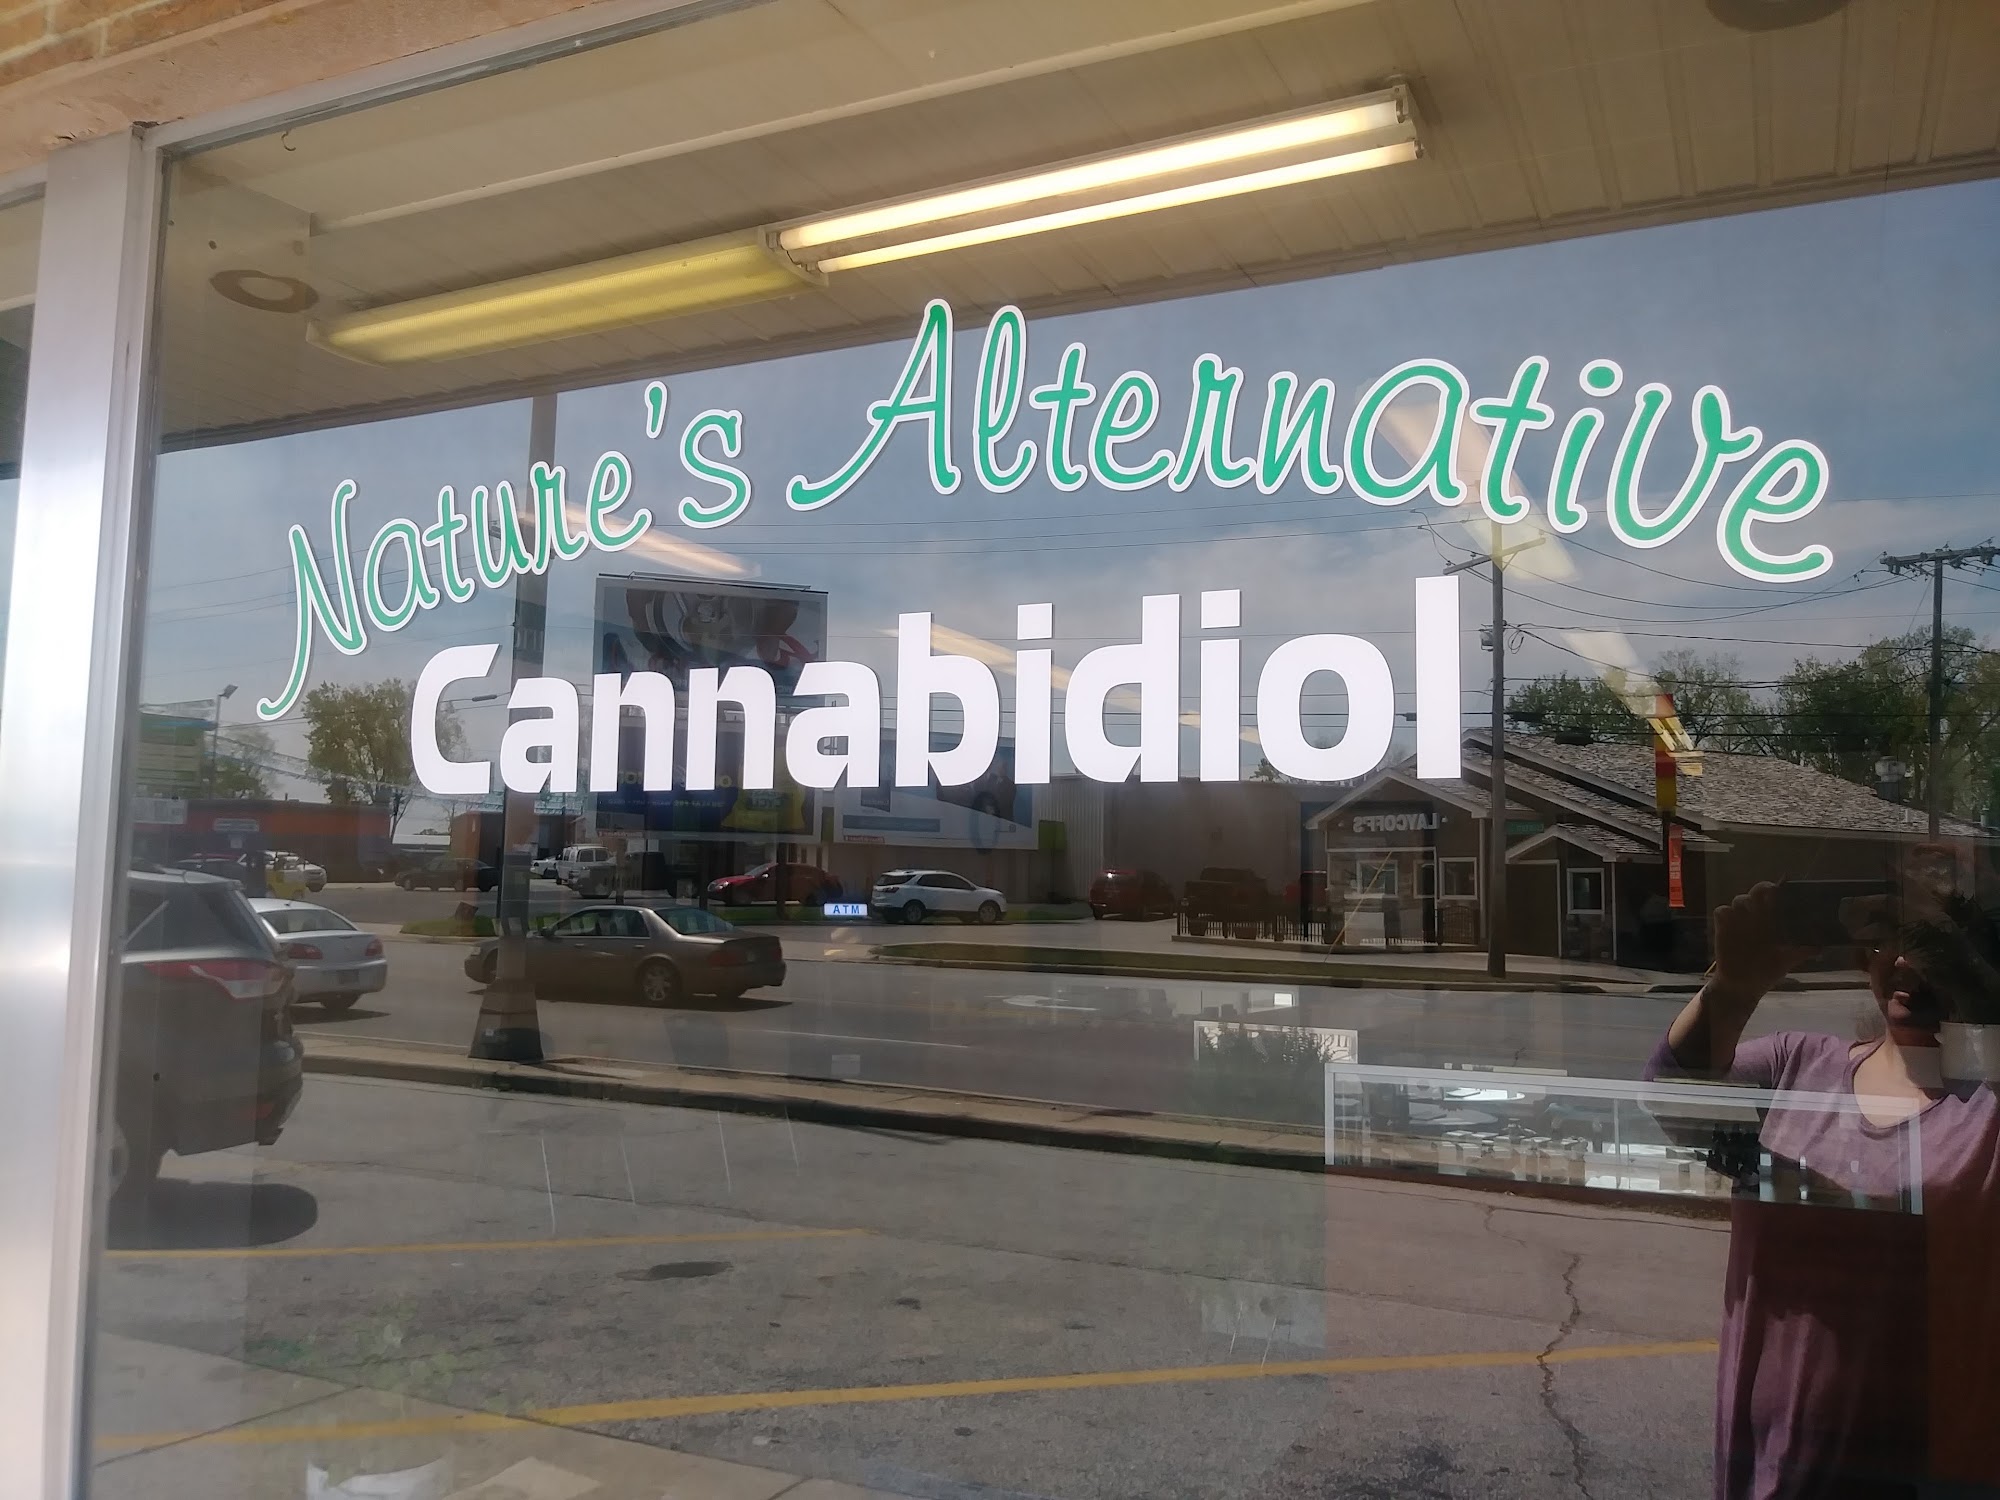 Nature's Alternative
Cannabidiol
LAYCOFF'S
ATM